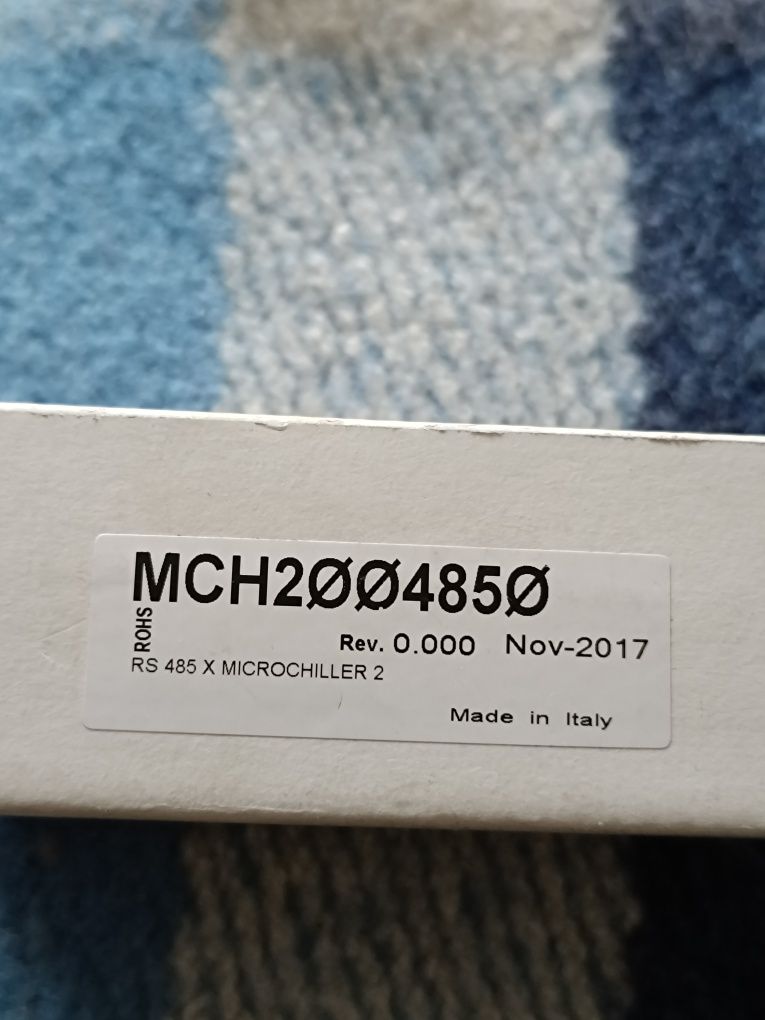 MCH2ØØ485Ø
ROHS
Rev. 0.000 Nov-2017
RS 485 X MICROCHILLER 2
Made in Italy